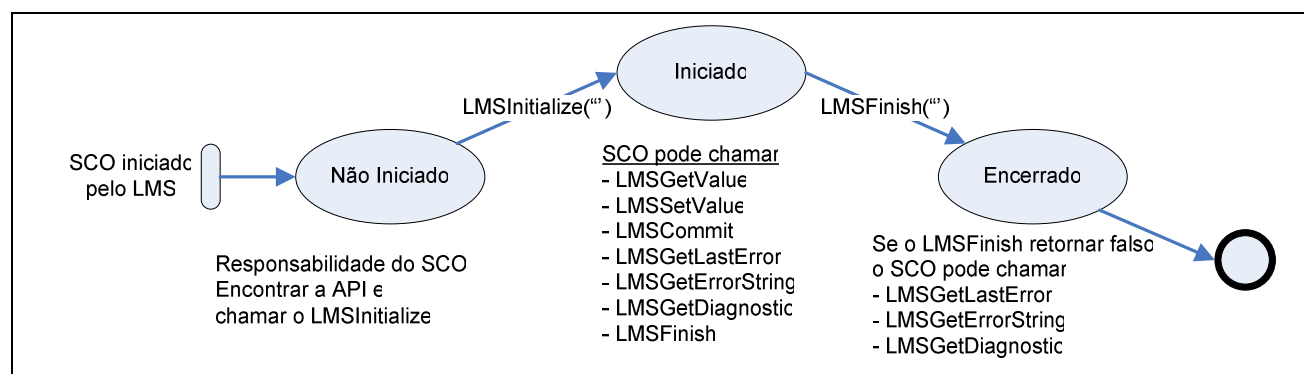 SCO iniciado
pelo LMS
Não Iniciado
Responsabilidade do SCO
Encontrar a API e
chamar o LMSInitialize
LMSInitialize(“”)
Iniciado
SCO pode chamar
- LMSGetValue
- LMSSetValue
- LMSCommit
- LMSGetLastError
- LMSGetErrorString
- LMSGetDiagnostic
- LMSFinish
LMSFinish(“”)
Encerrado
Se o LMSFinish retornar falso
o SCO pode chamar
- LMSGetLastError
- LMSGetErrorString
- LMSGetDiagnostic